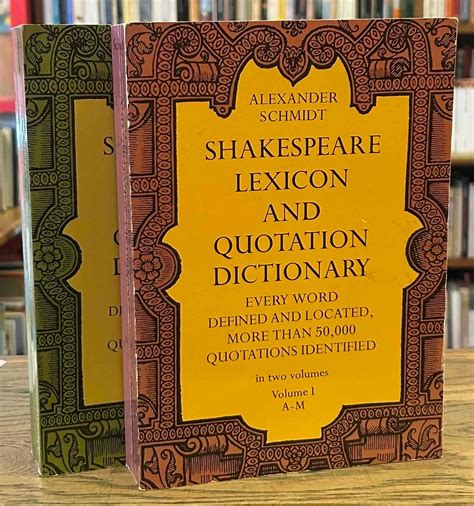 ALEXANDER
SCHMIDT
SHAKESPEARE
LEXICON
AND
QUOTATION
DICTIONARY
EVERY WORD
DEFINED AND LOCATED,
MORE THAN 50,000
QUOTATIONS IDENTIFIED
in two volumes
Volume I
A-M